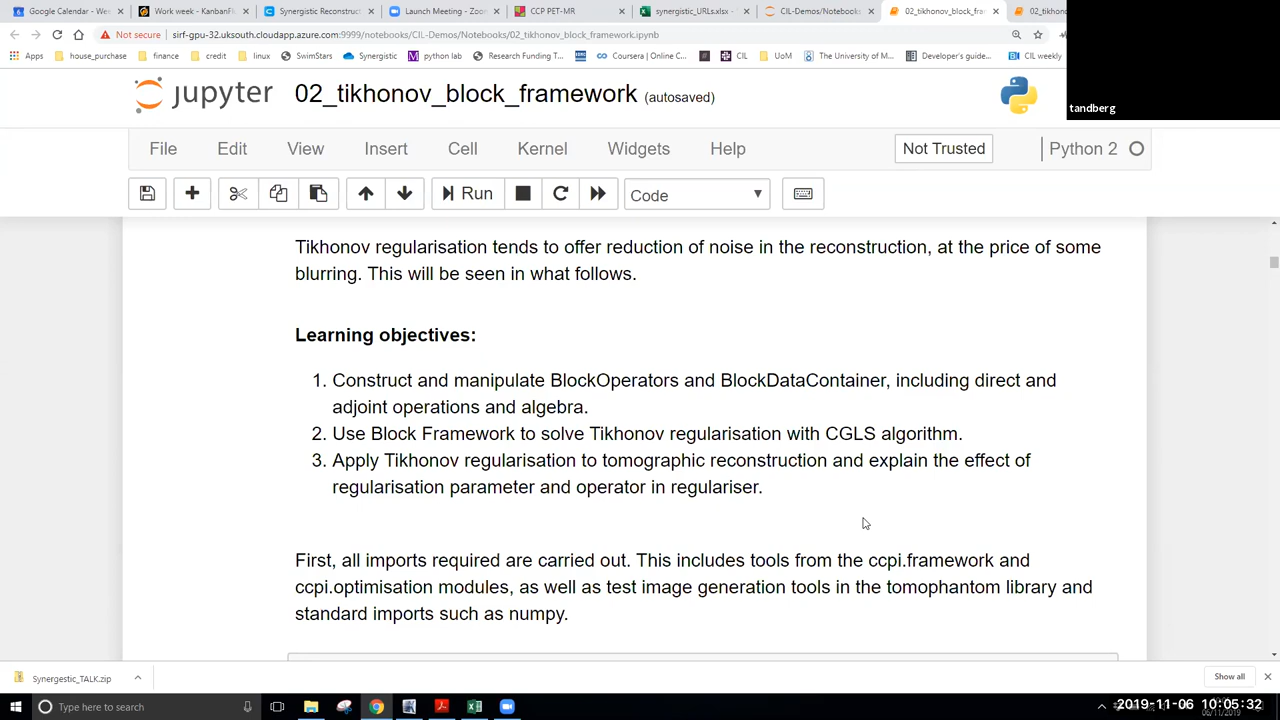 Google Calendar - We
Work week - KanbanFl
Synergistic Reconstruc
Launch Meeting - Zoo
CCP PET-MR
synergistic_URLs.xlsx -
CIL-Demos/Notebooks/
02_tikhonov_block_fram
02_tikhono
Not secure | sirf-gpu-32.uksouth.cloudapp.azure.com:9999/notebooks/CIL-Demos/Notebooks/02_tikhonov_block_framework.ipynb
Apps house_purchase finance credit linux SwimStars Synergistic python lab Research Funding T... Coursera | Online C... CIL UoM The University of M... Developer's guide... CIL weekly
tandberg
jupyter 02_tikhonov_block_framework (autosaved)
File Edit View Insert Cell Kernel Widgets Help Not Trusted Python 2
Run Code
Tikhonov regularisation tends to offer reduction of noise in the reconstruction, at the price of some
blurring. This will be seen in what follows.
Learning objectives:
1. Construct and manipulate BlockOperators and BlockDataContainer, including direct and
adjoint operations and algebra.
2. Use Block Framework to solve Tikhonov regularisation with CGLS algorithm.
3. Apply Tikhonov regularisation to tomographic reconstruction and explain the effect of
regularisation parameter and operator in regulariser.
First, all imports required are carried out. This includes tools from the ccpi.framework and
ccpi.optimisation modules, as well as test image generation tools in the tomophantom library and
standard imports such as numpy.
Synergestic_TALK.zip
Show all
Type here to search
2019-11-06 10:05:32
06/11/2019